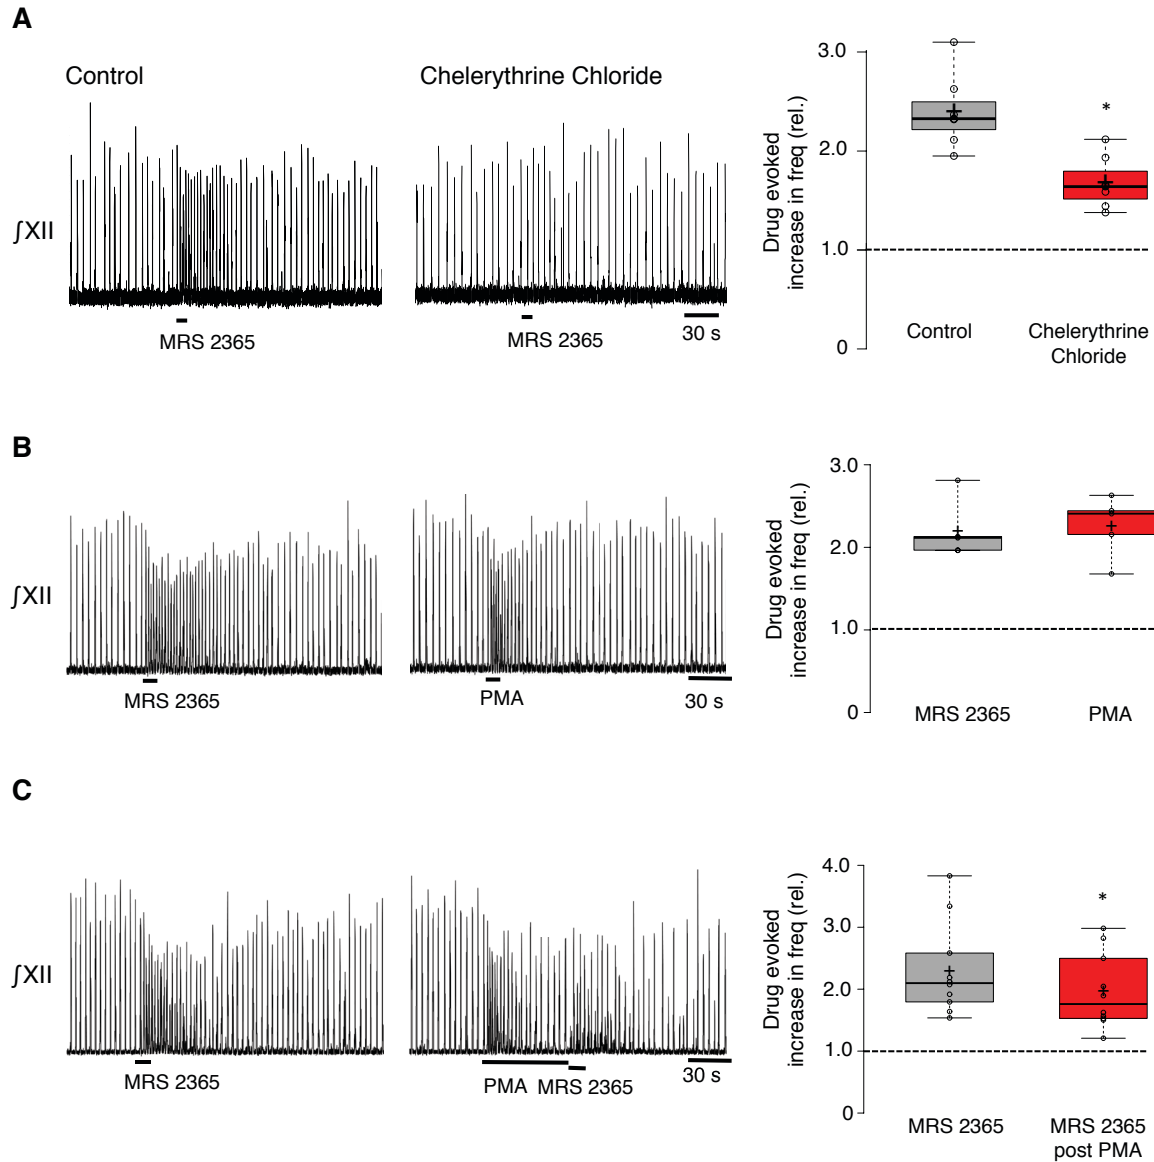 A
Control
Chelerythrine Chloride
∫XII
MRS 2365
MRS 2365
30 s
Drug evoked
increase in freq (rel.)
3.0
2.0
1.0
0
*
Control
Chelerythrine
Chloride
B
∫XII
MRS 2365
PMA
30 s
Drug evoked
increase in freq (rel.)
3.0
2.0
1.0
0
MRS 2365
PMA
C
∫XII
MRS 2365
PMA
MRS 2365
30 s
Drug evoked
increase in freq (rel.)
4.0
3.0
2.0
1.0
0
*
MRS 2365
MRS 2365
post PMA